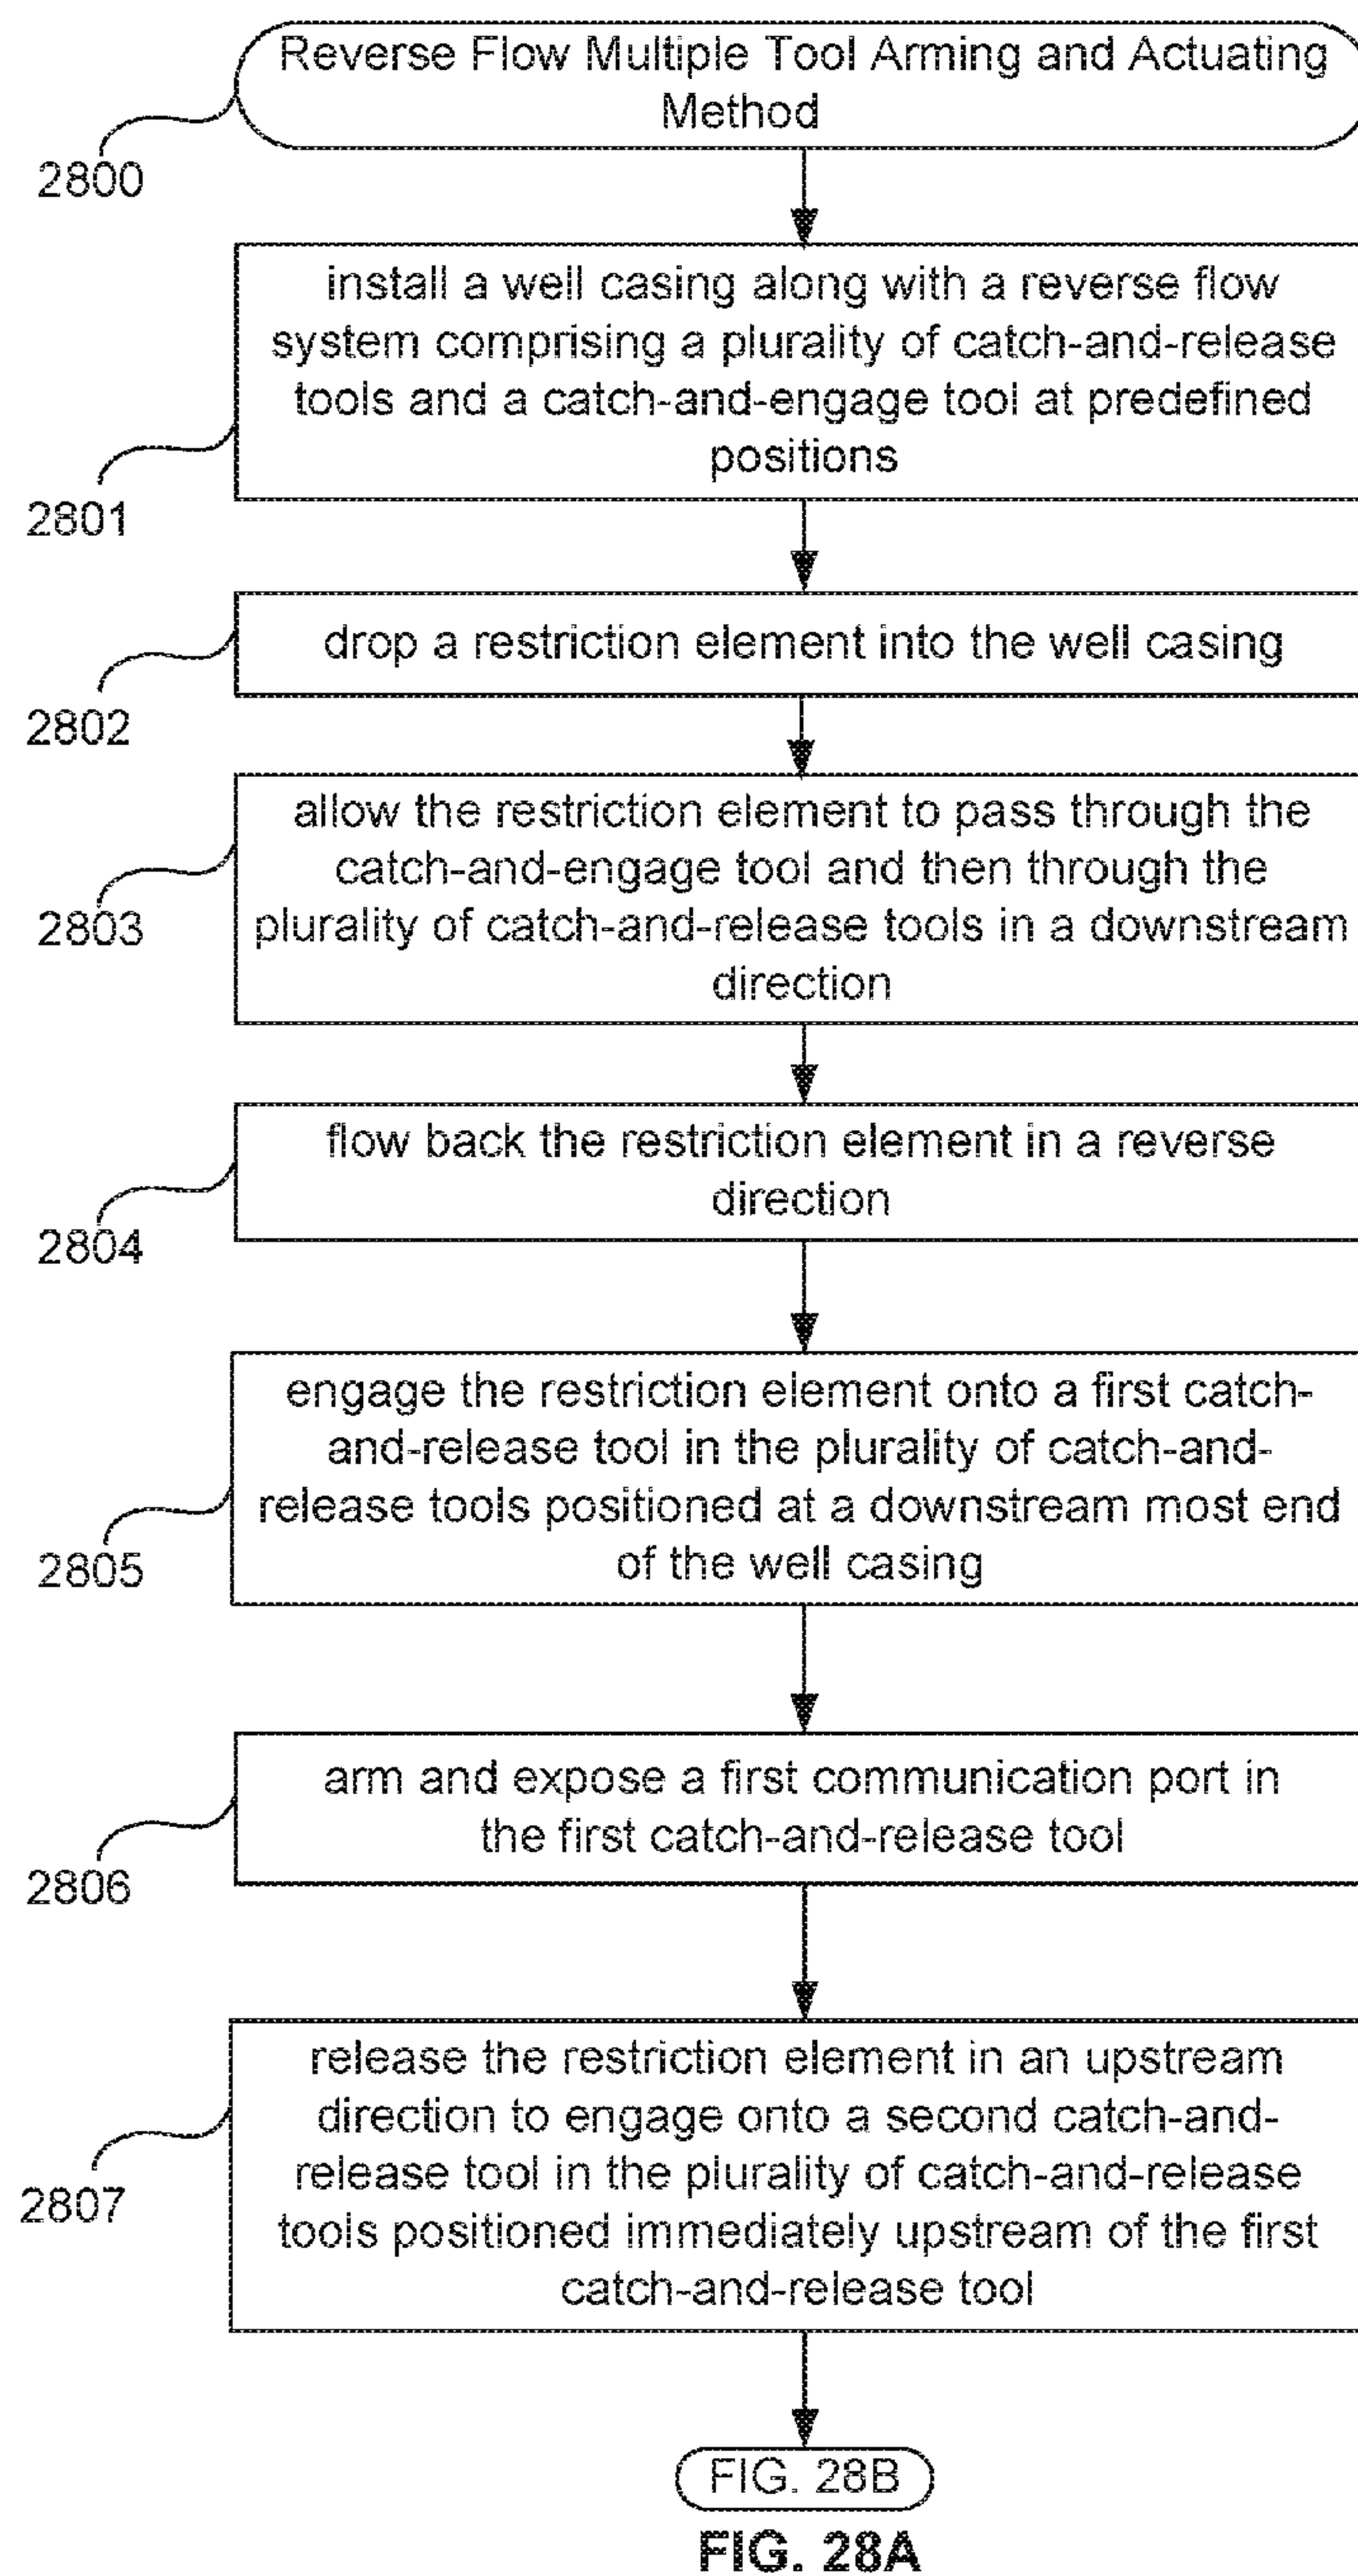 Reverse Flow Multiple Tool Arming and Actuating
Method
2800
install a well casing along with a reverse flow
system comprising a plurality of catch-and-release
tools and a catch-and-engage tool at predefined
positions
2801
drop a restriction element into the well casing
2802
allow the restriction element to pass through the
catch-and-engage tool and then through the
plurality of catch-and-release tools in a downstream
direction
2803
flow back the restriction element in a reverse
direction
2804
engage the restriction element onto a first catch-
and-release tool in the plurality of catch-and-
release tools positioned at a downstream most end
of the well casing
2805
arm and expose a first communication port in
the first catch-and-release tool
2806
release the restriction element in an upstream
direction to engage onto a second catch-and-
release tool in the plurality of catch-and-release
tools positioned immediately upstream of the first
catch-and-release tool
2807
FIG. 28B
FIG. 28A